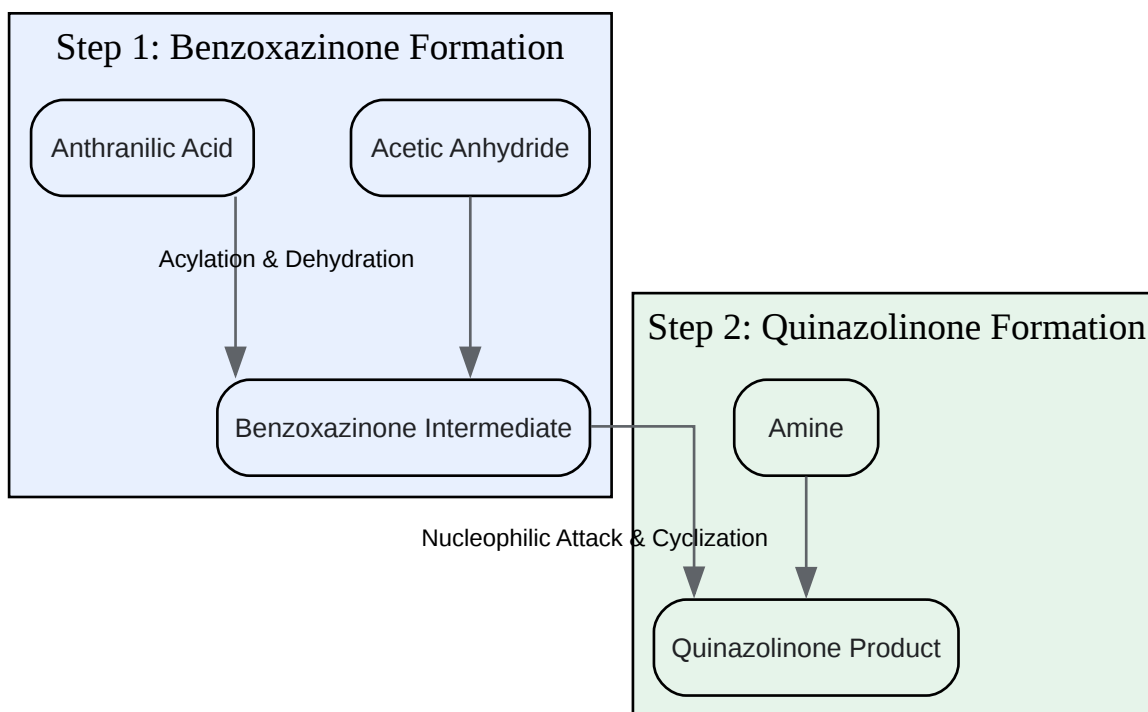 Step 1: Benzoxazinone Formation
Anthranilic Acid
Acetic Anhydride
Acylation & Dehydration
Benzoxazinone Intermediate
Step 2: Quinazolinone Formation
Amine
Nucleophilic Attack & Cyclization
Quinazolinone Product